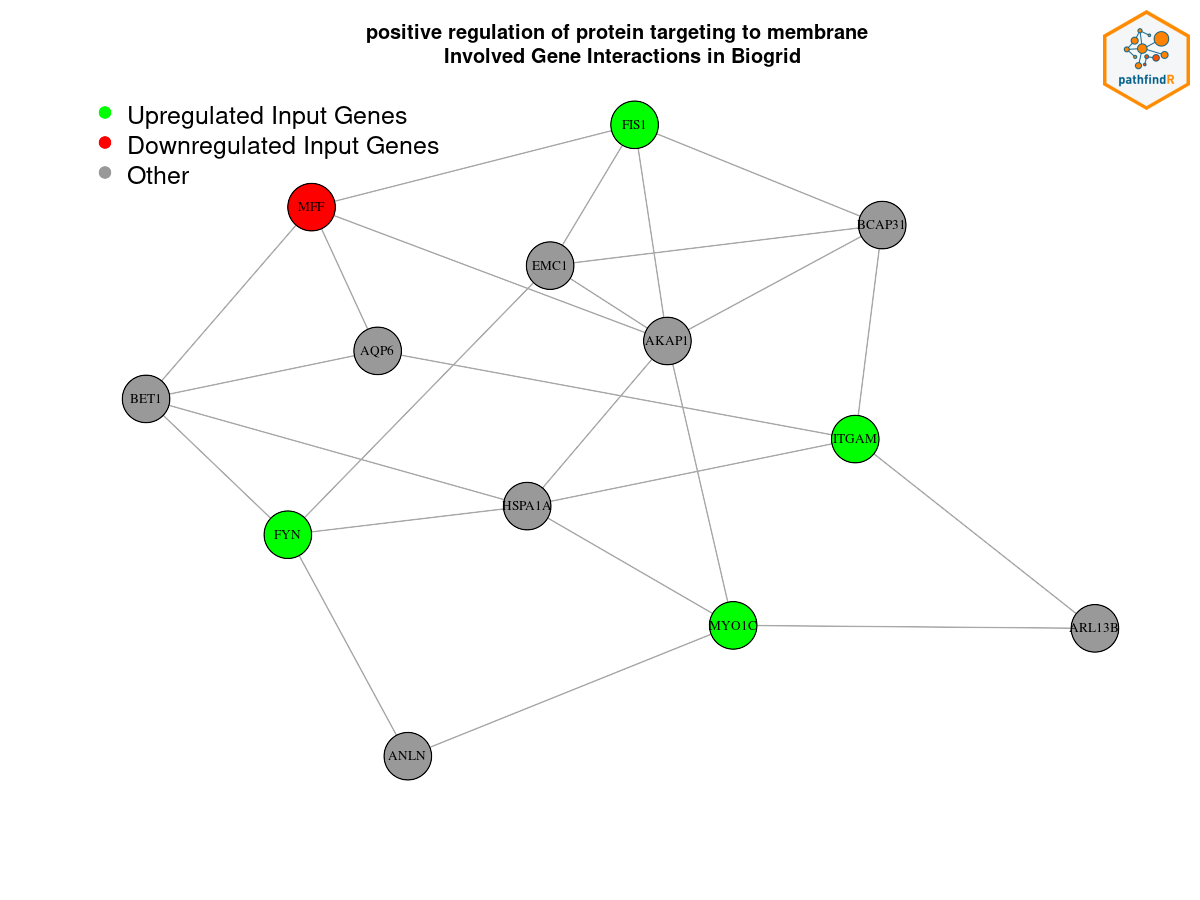 positive regulation of protein targeting to membrane
Involved Gene Interactions in Biogrid
pathfindR
Upregulated Input Genes
Downregulated Input Genes
Other
FIS1
MFF
BCAP31
EMC1
AKAP1
AQP6
BET1
ITGAM
HSPA1A
FYN
MYO1C
ARL13B
ANLN